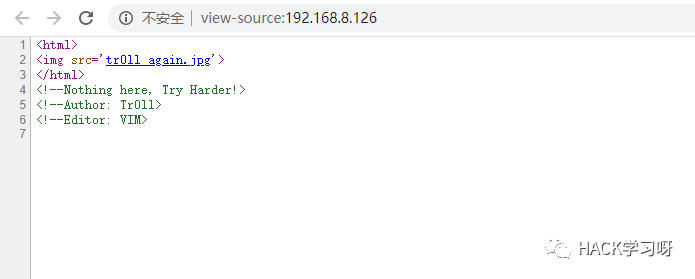 不安全 | view-source:192.168.8.126
1 <html>
2 <img src='tr0ll_again.jpg'>
3 </html>
4 <!--Nothing here, Try Harder!>
5 <!--Author: Tr0ll>
6 <!--Editor: VIM>
7
HACK学习呀